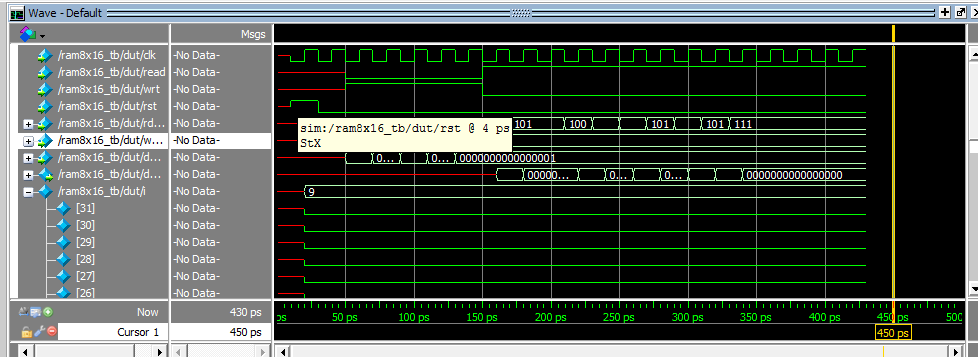 Wave - Default
Msgs
/ram8x16_tb/dut/clk -No Data-
/ram8x16_tb/dut/read -No Data-
/ram8x16_tb/dut/wrt -No Data-
/ram8x16_tb/dut/rst -No Data-
/ram8x16_tb/dut/rd... -No Data- 101 100 101 101 111
/ram8x16_tb/dut/w... -No Data-
/ram8x16_tb/dut/d... -No Data- 0... 0... 0000000000000001
/ram8x16_tb/dut/d... -No Data- 00000... 0... 0... 0000000000000000
/ram8x16_tb/dut/i -No Data- 9
sim:/ram8x16_tb/dut/rst @ 4 ps
StX
[31] -No Data-
[30] -No Data-
[29] -No Data-
[28] -No Data-
[27] -No Data-
[26] -No Data-
Now 430 ps ps 50 ps 100 ps 150 ps 200 ps 250 ps 300 ps 350 ps 400 ps 450 ps 500
Cursor 1 450 ps 450 ps